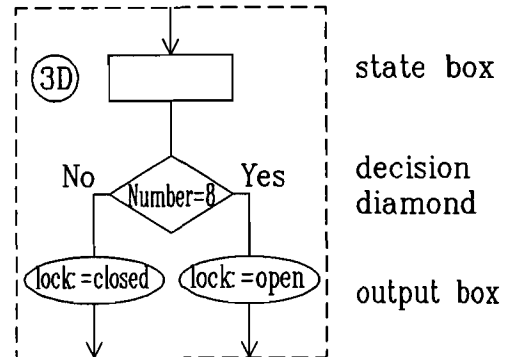 3D
state box
No
Yes
Number=8
decision
diamond
lock:=closed
lock:=open
output box